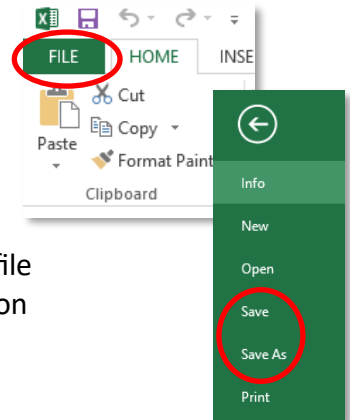 FILE HOME INSE
Cut
Copy
Paste
Format Paint
Clipboard
Info
New
Open
Save
Save As
Print
file
on